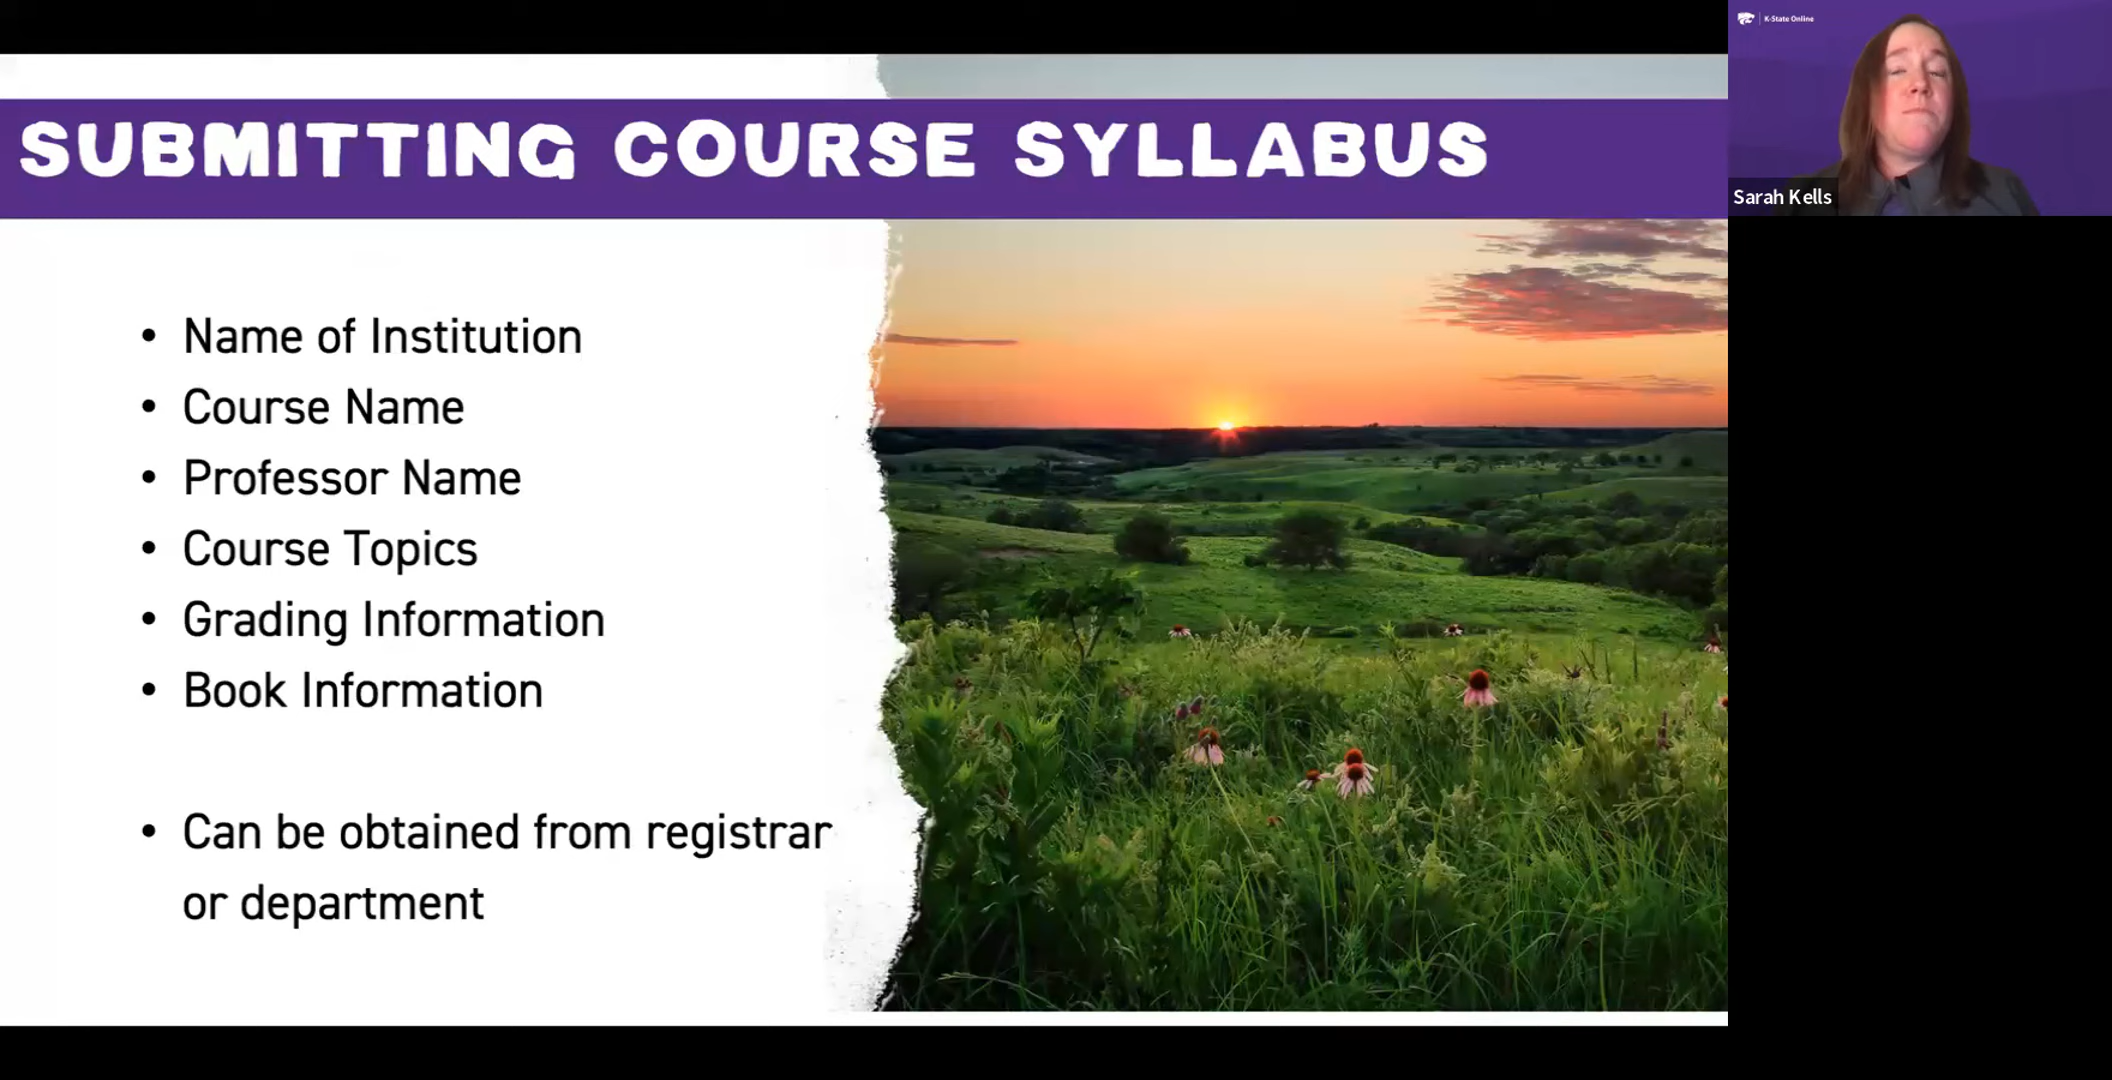 SUBMITTING COURSE SYLLABUS
• Name of Institution
• Course Name
• Professor Name
• Course Topics
• Grading Information
• Book Information
• Can be obtained from registrar
or department
K-State Online
Sarah Kells